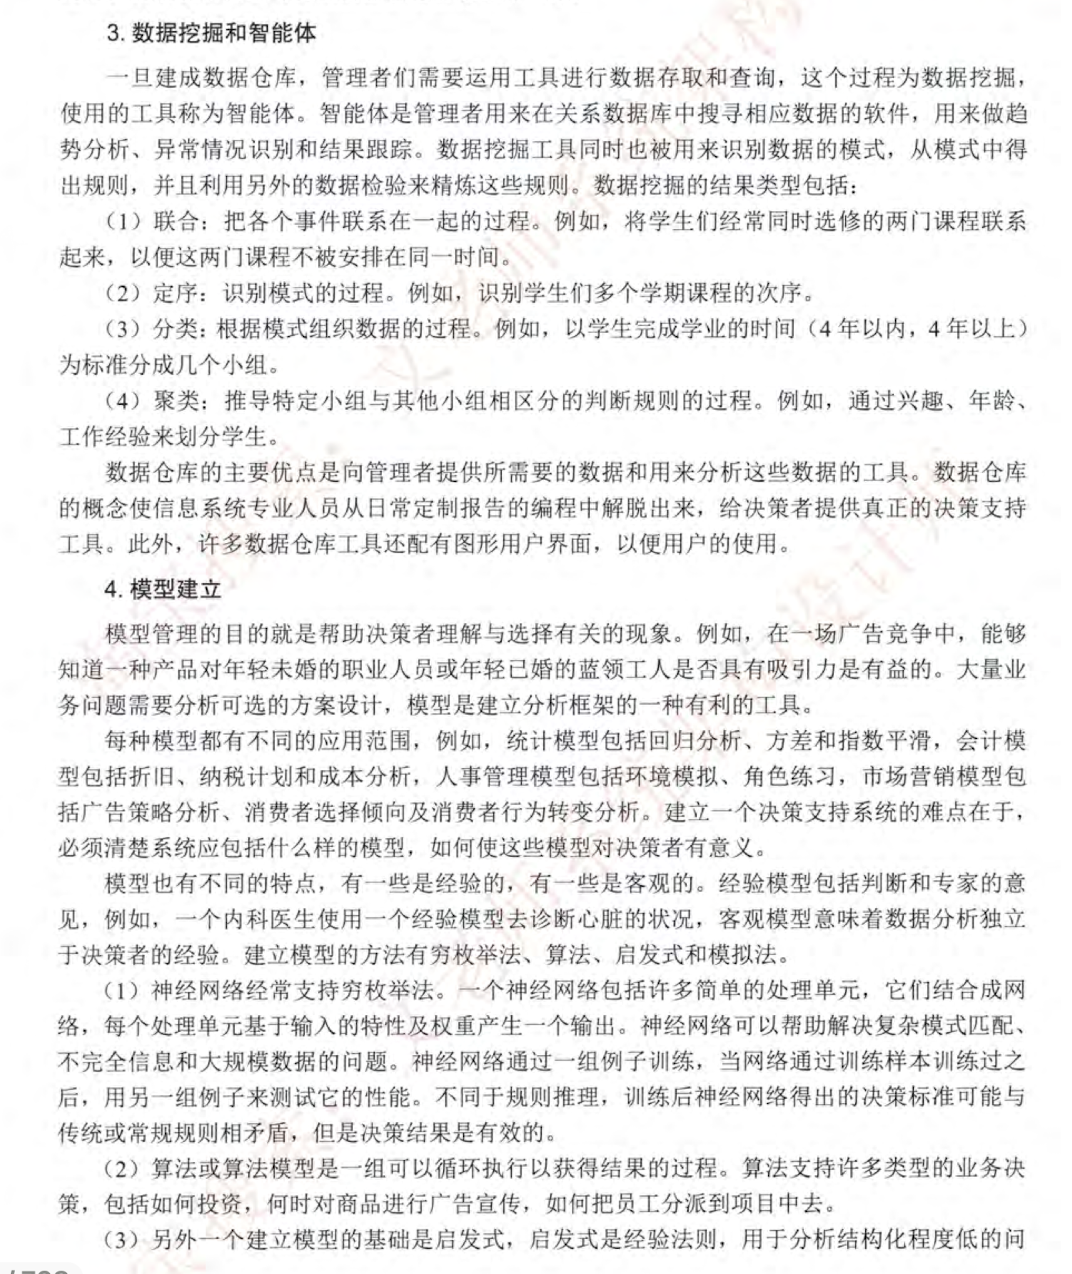 3. 数据挖掘和智能体
一旦建成数据仓库，管理者们需要运用工具进行数据存取和查询，这个过程为数据挖掘，
使用的工具称为智能体。智能体是管理者用来在关系数据库中搜寻相应数据的软件，用来做趋
势分析、异常情况识别和结果跟踪。数据挖掘工具同时也被用来识别数据的模式，从模式中得
出规则，并且利用另外的数据检验来精炼这些规则。数据挖掘的结果类型包括：
（1）联合：把各个事件联系在一起的过程。例如，将学生们经常同时选修的两门课程联系
起来，以便这两门课程不被安排在同一时间。
（2）定序：识别模式的过程。例如，识别学生们多个学期课程的次序。
（3）分类：根据模式组织数据的过程。例如，以学生完成学业的时间（4 年以内，4 年以上）
为标准分成几个小组。
（4）聚类：推导特定小组与其他小组相区分的判断规则的过程。例如，通过兴趣、年龄、
工作经验来划分学生。
数据仓库的主要优点是向管理者提供所需要的数据和用来分析这些数据的工具。数据仓库
的概念使信息系统专业人员从日常定制报告的编程中解脱出来，给决策者提供真正的决策支持
工具。此外，许多数据仓库工具还配有图形用户界面，以便用户的使用。
4. 模型建立
模型管理的目的就是帮助决策者理解与选择有关的现象。例如，在一场广告竞争中，能够
知道一种产品对年轻未婚的职业人员或年轻已婚的蓝领工人是否具有吸引力是有益的。大量业
务问题需要分析可选的方案设计，模型是建立分析框架的一种有利的工具。
每种模型都有不同的应用范围，例如，统计模型包括回归分析、方差和指数平滑，会计模
型包括折旧、纳税计划和成本分析，人事管理模型包括环境模拟、角色练习，市场营销模型包
括广告策略分析、消费者选择倾向及消费者行为转变分析。建立一个决策支持系统的难点在于，
必须清楚系统应包括什么样的模型，如何使这些模型对决策者有意义。
模型也有不同的特点，有一些是经验的，有一些是客观的。经验模型包括判断和专家的意
见，例如，一个内科医生使用一个经验模型去诊断心脏的状况，客观模型意味着数据分析独立
于决策者的经验。建立模型的方法有穷枚举法、算法、启发式和模拟法。
（1）神经网络经常支持穷枚举法。一个神经网络包括许多简单的处理单元，它们结合成网
络，每个处理单元基于输入的特性及权重产生一个输出。神经网络可以帮助解决复杂模式匹配、
不完全信息和大规模数据的问题。神经网络通过一组例子训练，当网络通过训练样本训练过之
后，用另一组例子来测试它的性能。不同于规则推理，训练后神经网络得出的决策标准可能与
传统或常规规则相矛盾，但是决策结果是有效的。
（2）算法或算法模型是一组可以循环执行以获得结果的过程。算法支持许多类型的业务决
策，包括如何投资，何时对商品进行广告宣传，如何把员工分派到项目中去。
（3）另外一个建立模型的基础是启发式，启发式是经验法则，用于分析结构化程度低的问